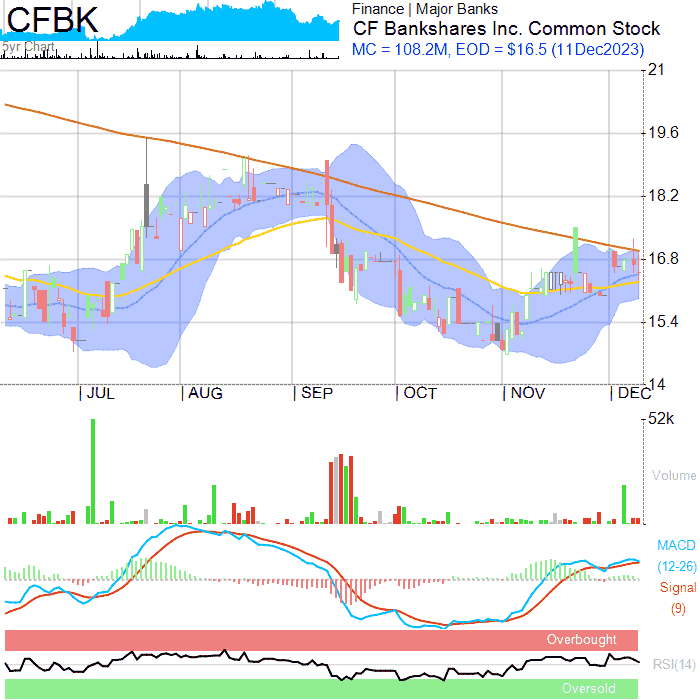 CFBK
5yr Chart
Finance | Major Banks
CF Bankshares Inc. Common Stock
MC = 108.2M, EOD = $16.5 (11Dec2023)
21
19.6
18.2
16.8
15.4
14
JUL
AUG
SEP
OCT
NOV
DEC
52k
Volume
MACD
(12-26)
Signal
(9)
Overbought
RSI(14)
Oversold